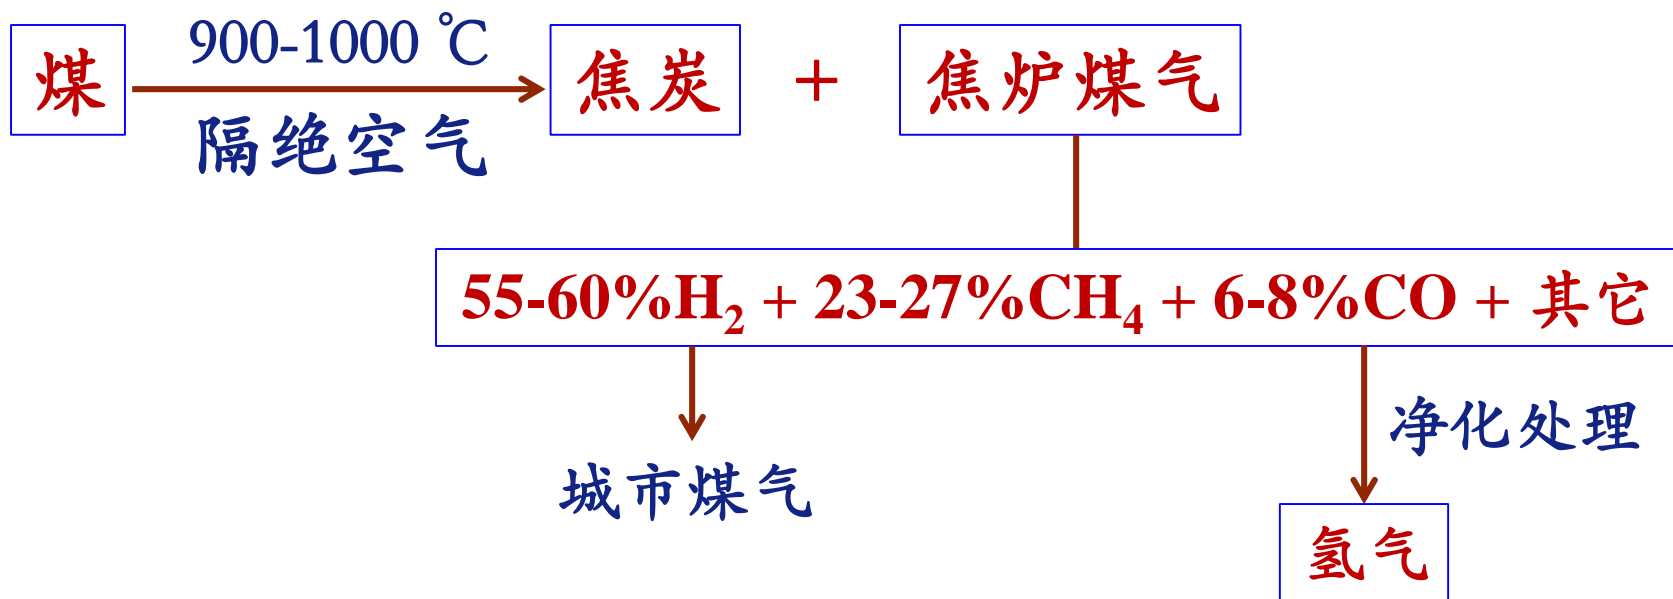 900-1000 ℃
煤
焦炭
+
焦炉煤气
隔绝空气
55-60%H₂ + 23-27%CH₄ + 6-8%CO + 其它
净化处理
城市煤气
氢气